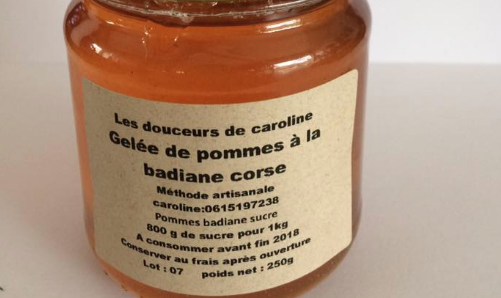 Les douceurs de caroline
Gelée de pommes à la
badiane corse
Méthode artisanale
caroline:0615197238
Pommes badiane sucre
800 g de sucre pour 1kg
A consommer avant fin 2018
Conserver au frais après ouverture
Lot : 07 poids net : 250g